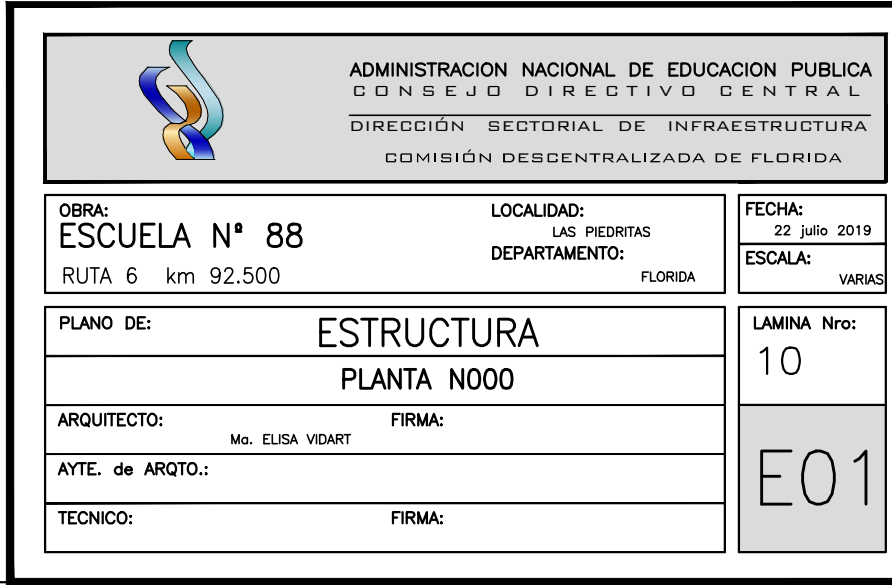 ADMINISTRACION NACIONAL DE EDUCACION PUBLICA
CONSEJO DIRECTIVO CENTRAL
DIRECCIÓN SECTORIAL DE INFRAESTRUCTURA
COMISIÓN DESCENTRALIZADA DE FLORIDA
OBRA:
ESCUELA Nº 88
RUTA 6 km 92.500
LOCALIDAD:
LAS PIEDRITAS
DEPARTAMENTO:
FLORIDA
FECHA:
22 julio 2019
ESCALA:
VARIAS
PLANO DE:
ESTRUCTURA
PLANTA N000
LAMINA Nro:
10
ARQUITECTO:
Ma. ELISA VIDART
FIRMA:
AYTE. de ARQTO.:
TECNICO:
FIRMA:
E01